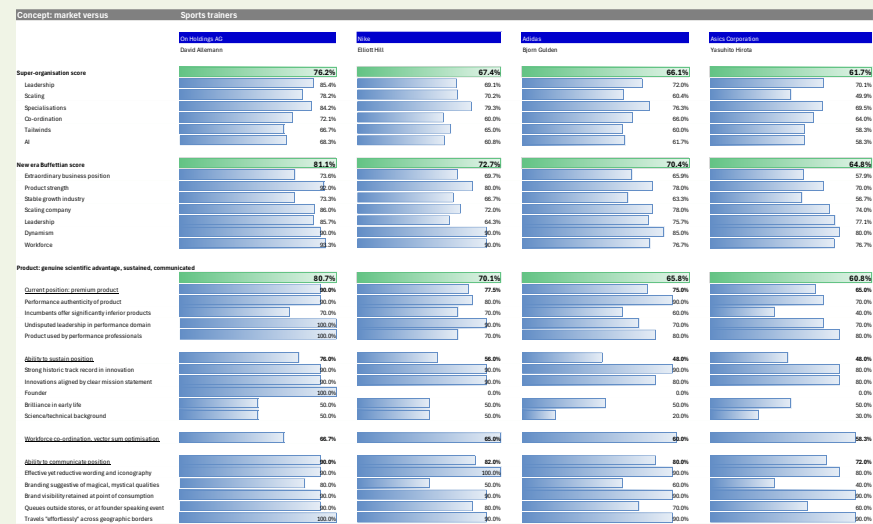 Concept: market versus Sports trainers
On Holdings AG Nike Adidas Asics Corporation
David Allemann Elliott Hill Bjorn Gulden Yasuhito Hirota
Super-organisation score 76.2% 67.4% 66.1% 61.7%
Leadership 85.4% 69.1% 72.0% 70.1%
Scaling 78.2% 70.2% 60.4% 49.9%
Specialisations 84.2% 79.3% 76.3% 69.5%
Co-ordination 72.1% 60.0% 66.0% 64.0%
Tailwinds 66.7% 65.0% 60.0% 58.3%
AI 68.3% 60.8% 61.7% 58.3%
New era Buffettian score 81.1% 72.7% 70.4% 64.8%
Extraordinary business position 73.6% 69.7% 65.9% 57.9%
Product strength 92.0% 80.0% 78.0% 70.0%
Stable growth industry 73.3% 66.7% 63.3% 56.7%
Scaling company 86.0% 72.0% 78.0% 74.0%
Leadership 85.7% 64.3% 75.7% 77.1%
Dynamism 90.0% 90.0% 85.0% 80.0%
Workforce 93.3% 90.0% 76.7% 76.7%
Product: genuine scientific advantage, sustained, communicated
80.7% 70.1% 65.8% 60.8%
Current position: premium product 90.0% 77.5% 75.0% 65.0%
Performance authenticity of product 90.0% 80.0% 90.0% 70.0%
Incumbents offer significantly inferior products 70.0% 70.0% 60.0% 40.0%
Undisputed leadership in performance domain 100.0% 90.0% 70.0% 80.0%
Product used by performance professionals 100.0% 70.0% 80.0% 80.0%
Ability to sustain position 76.0% 56.0% 48.0% 48.0%
Strong historic track record in innovation 90.0% 90.0% 90.0% 80.0%
Innovations aligned by clear mission statement 90.0% 90.0% 80.0% 80.0%
Founder 100.0% 0.0% 0.0% 0.0%
Brilliance in early life 50.0% 50.0% 50.0% 50.0%
Science/technical background 50.0% 50.0% 20.0% 30.0%
Workforce co-ordination, vector sum optimisation 66.7% 65.0% 60.0% 58.3%
Ability to communicate position 90.0% 82.0% 80.0% 72.0%
Effective yet reductive wording and iconography 90.0% 100.0% 90.0% 80.0%
Branding suggestive of magical, mystical qualities 80.0% 50.0% 60.0% 40.0%
Brand visibility retained at point of consumption 90.0% 90.0% 90.0% 90.0%
Queues outside stores, or at founder speaking event 90.0% 80.0% 70.0% 60.0%
Travels "effortlessly" across geographic borders 100.0% 90.0% 90.0% 90.0%